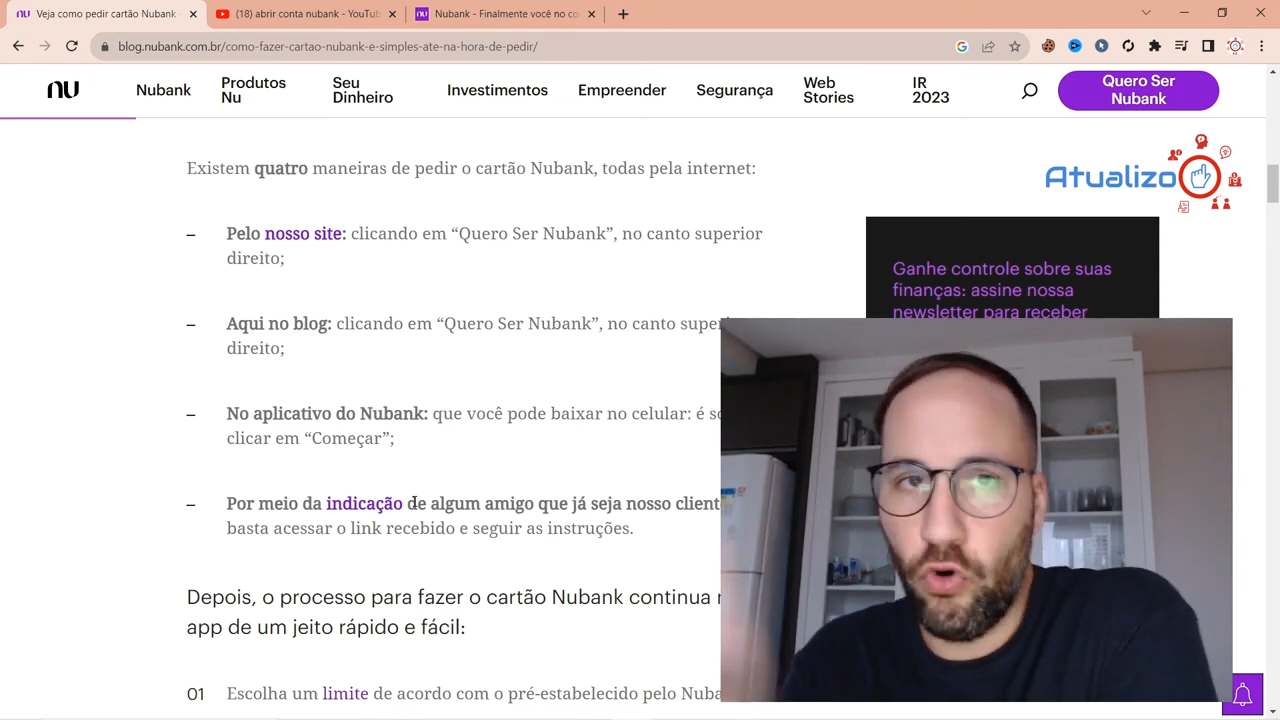 Veja como pedir cartão Nubank
(18) abrir conta nubank - YouTub
Nubank - Finalmente você no co
blog.nubank.com.br/como-fazer-cartao-nubank-e-simples-ate-na-hora-de-pedir/
nu
Nubank
Produtos
Nu
Seu
Dinheiro
Investimentos
Empreender
Segurança
Web
Stories
IR
2023
Quero Ser
Nubank
Existem quatro maneiras de pedir o cartão Nubank, todas pela internet:
Atualizo
– Pelo nosso site: clicando em “Quero Ser Nubank”, no canto superior
direito;
Ganhe controle sobre suas
finanças: assine nossa
newsletter para receber
– Aqui no blog: clicando em “Quero Ser Nubank”, no canto
direito;
– No aplicativo do Nubank: que você pode baixar no celular: é
clicar em “Começar”;
– Por meio da indicação de algum amigo que já seja nosso
basta acessar o link recebido e seguir as instruções.
Depois, o processo para fazer o cartão Nubank continua
app de um jeito rápido e fácil:
01 Escolha um limite de acordo com o pré-estabelecido pelo